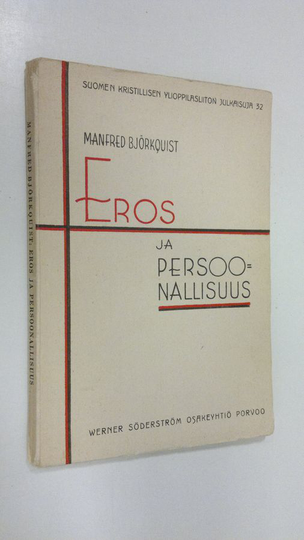 SUOMEN KRISTILLISEN YLIOPPILASLIITON JULKAISUJA 32
MANFRED BJÖRKQUIST
EROS
JA
PERSOO=
NALLISUUS
WERNER SÖDERSTRÖM OSAKEYHTIÖ PORVOO
MANFRED BJÖRKQUIST: EROS JA PERSOONALLISUUS